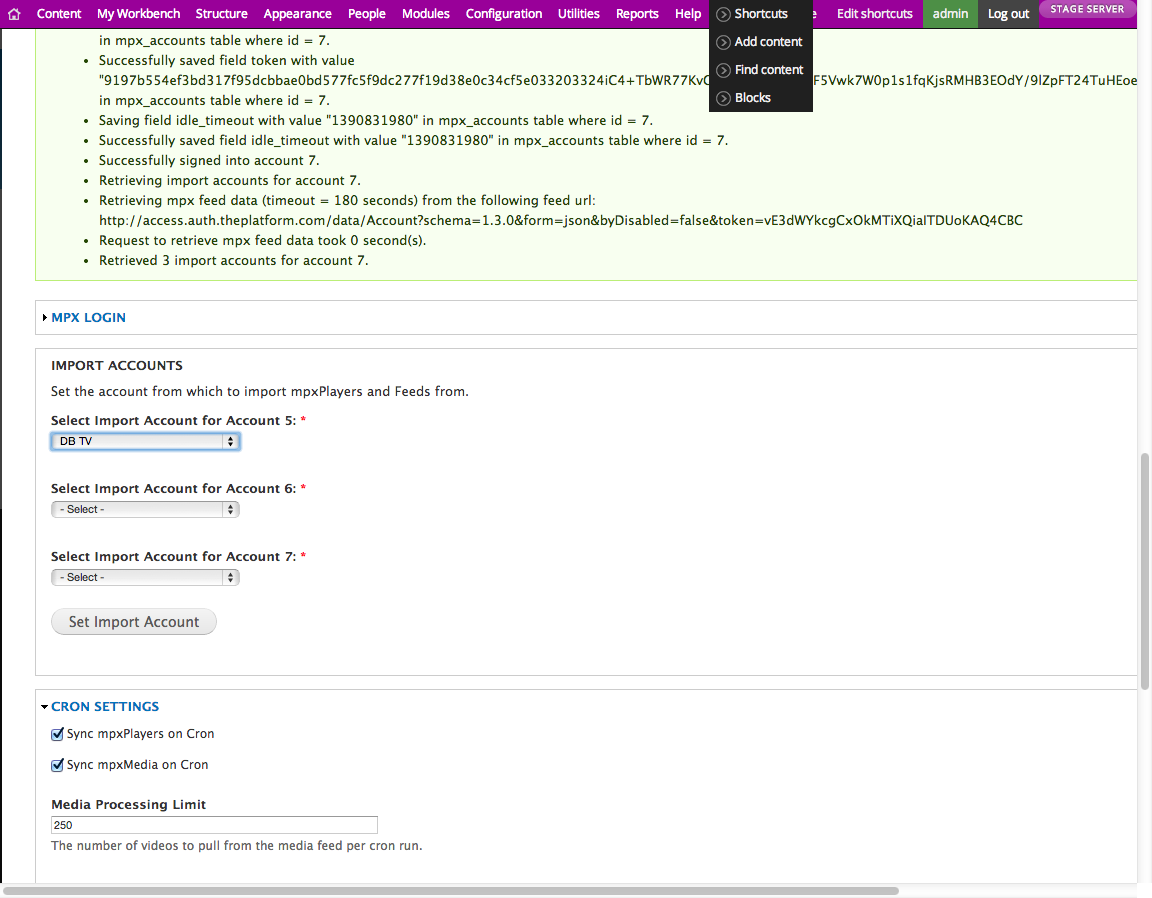 Content My Workbench Structure Appearance People Modules Configuration Utilities Reports Help Shortcuts Edit shortcuts admin Log out STAGE SERVER
Add content
Find content
Blocks
in mpx_accounts table where id = 7.
Successfully saved field token with value
in mpx_accounts table where id = 7.
Saving field idle_timeout with value "1390831980" in mpx_accounts table where id = 7.
Successfully saved field idle_timeout with value "1390831980" in mpx_accounts table where id = 7.
Successfully signed into account 7.
Retrieving import accounts for account 7.
Retrieving mpx feed data (timeout = 180 seconds) from the following feed url:
http://access.auth.theplatform.com/data/Account?schema=1.3.0&form=json&byDisabled=false&token=vE3dWYkcgCxOkMTiXQiaITDUoKAQ4CBC
Request to retrieve mpx feed data took 0 second(s).
Retrieved 3 import accounts for account 7.
MPX LOGIN
IMPORT ACCOUNTS
Set the account from which to import mpxPlayers and Feeds from.
Select Import Account for Account 5: *
DB TV
Select Import Account for Account 6: *
- Select -
Select Import Account for Account 7: *
- Select -
Set Import Account
CRON SETTINGS
Sync mpxPlayers on Cron
Sync mpxMedia on Cron
Media Processing Limit
250
The number of videos to pull from the media feed per cron run.